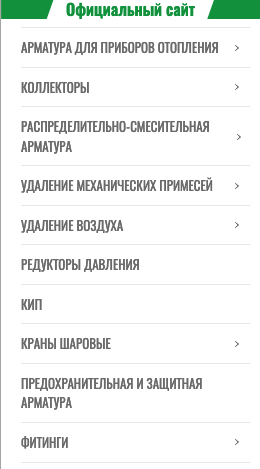 Официальный сайт
АРМАТУРА ДЛЯ ПРИБОРОВ ОТОПЛЕНИЯ
КОЛЛЕКТОРЫ
РАСПРЕДЕЛИТЕЛЬНО-СМЕСИТЕЛЬНАЯ
АРМАТУРА
УДАЛЕНИЕ МЕХАНИЧЕСКИХ ПРИМЕСЕЙ
УДАЛЕНИЕ ВОЗДУХА
РЕДУКТОРЫ ДАВЛЕНИЯ
КИП
КРАНЫ ШАРОВЫЕ
ПРЕДОХРАНИТЕЛЬНАЯ И ЗАЩИТНАЯ
АРМАТУРА
ФИТИНГИ